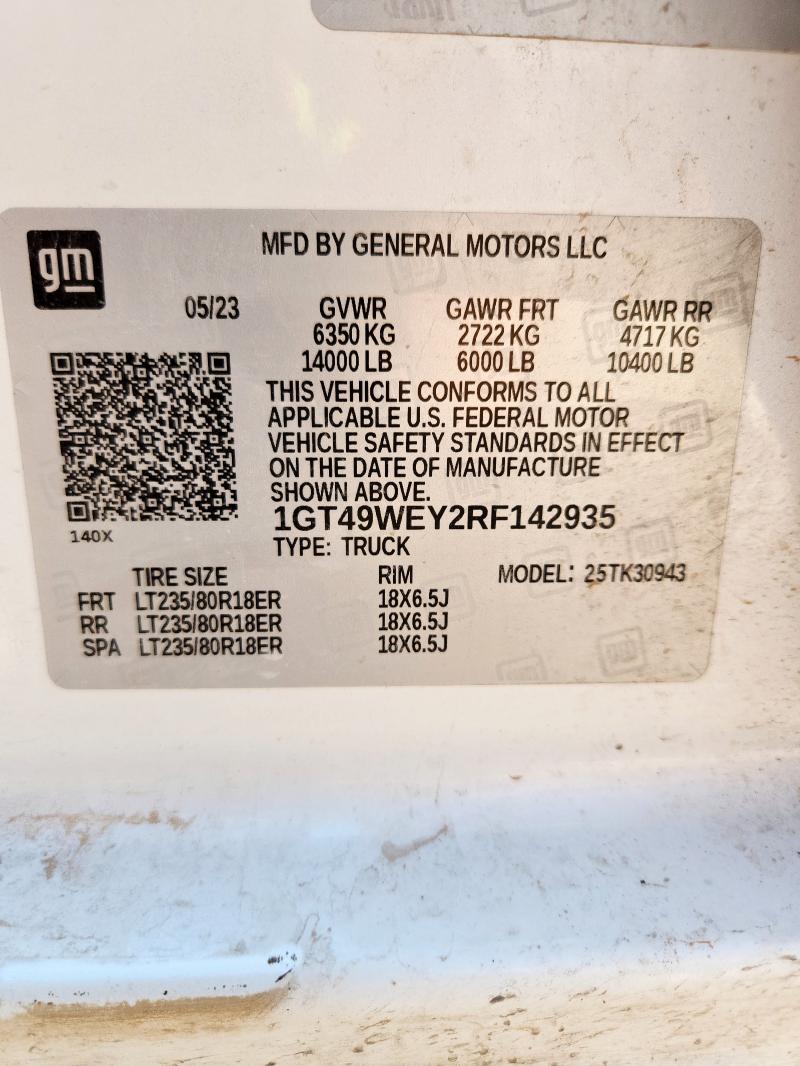 gm
MFD BY GENERAL MOTORS LLC
05/23 GVWR GAWR FRT GAWR RR
6350 KG 2722 KG 4717 KG
14000 LB 6000 LB 10400 LB
THIS VEHICLE CONFORMS TO ALL
APPLICABLE U.S. FEDERAL MOTOR
VEHICLE SAFETY STANDARDS IN EFFECT
ON THE DATE OF MANUFACTURE
SHOWN ABOVE.
140X
1GT49WEY2RF142935
TYPE: TRUCK
TIRE SIZE RIM MODEL: 25TK30943
FRT LT235/80R18ER 18X6.5J
RR LT235/80R18ER 18X6.5J
SPA LT235/80R18ER 18X6.5J